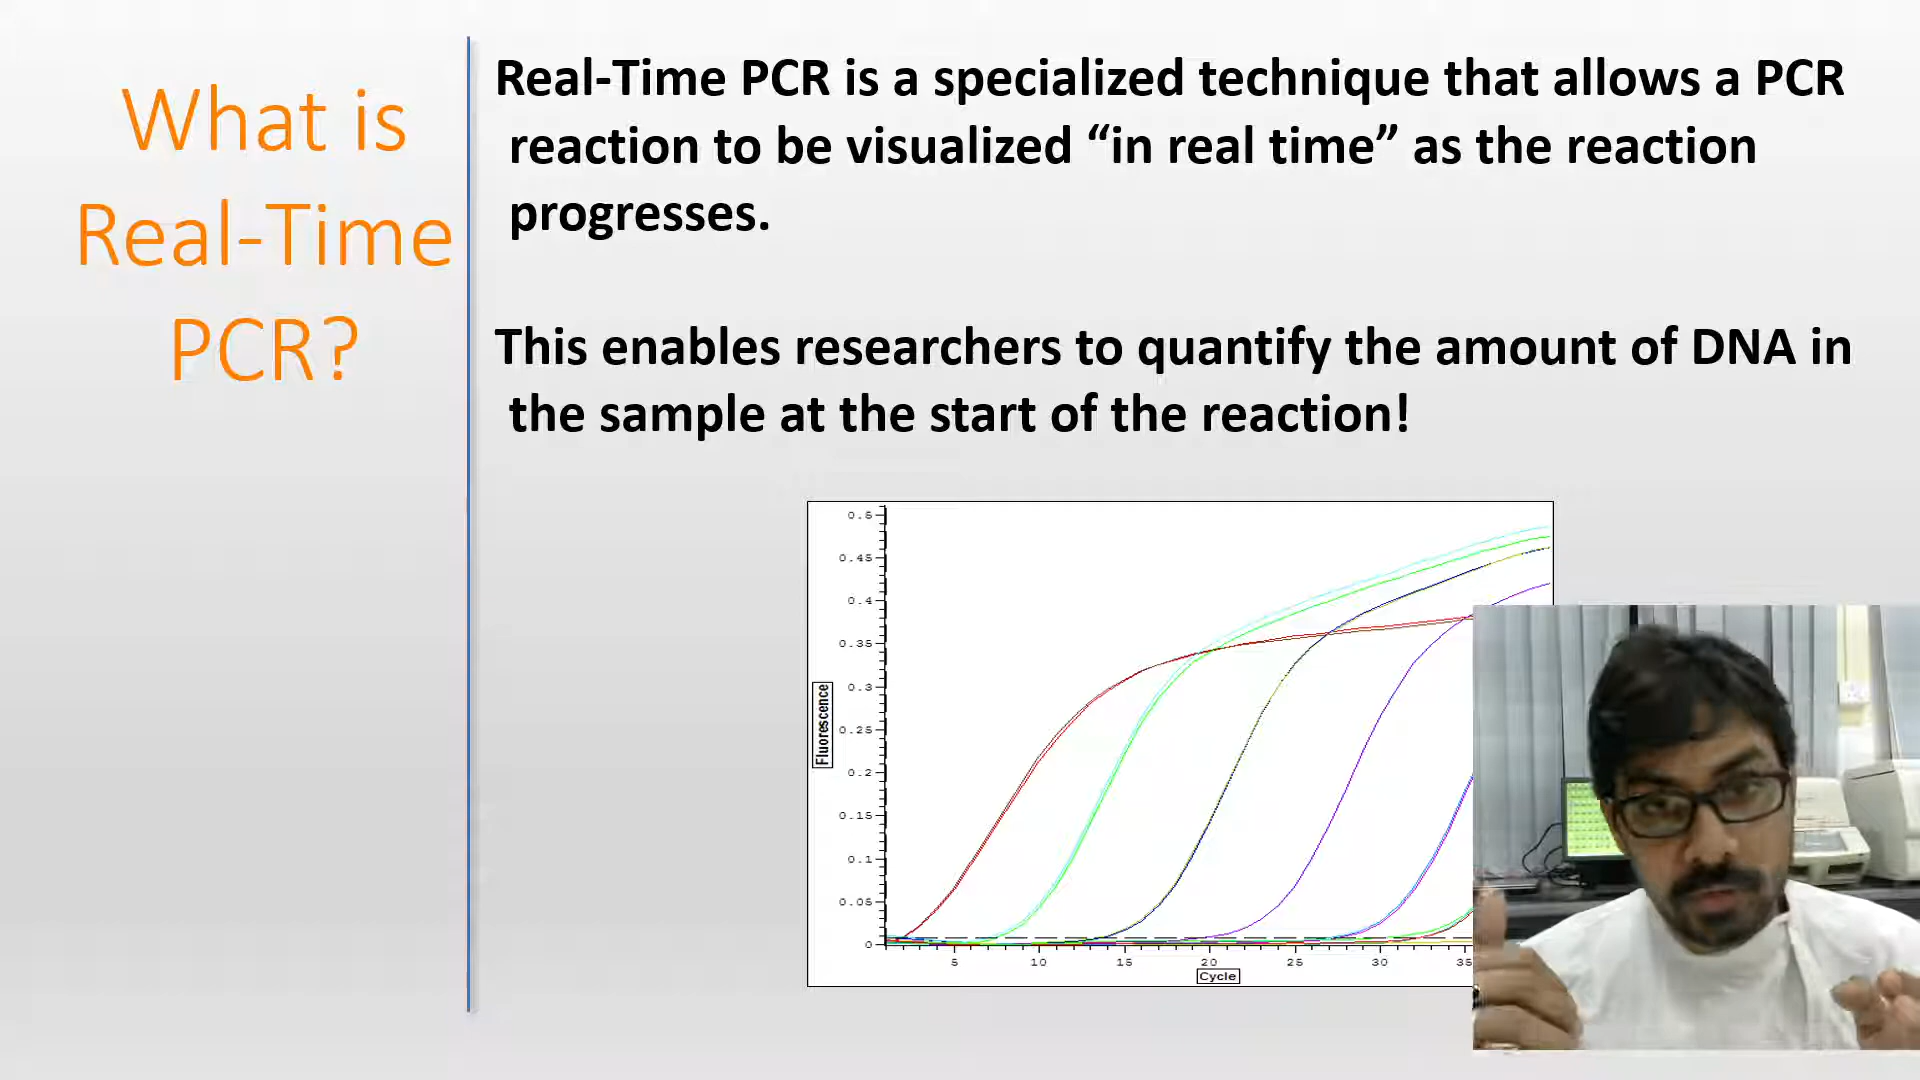 What is
Real-Time
PCR?
Real-Time PCR is a specialized technique that allows a PCR
reaction to be visualized “in real time” as the reaction
progresses.
This enables researchers to quantify the amount of DNA in
the sample at the start of the reaction!
0.5
0.45
0.4
0.35
0.3
0.25
0.2
0.15
0.1
0.05
0
Fluorescence
5 10 15 20 25 30 35
Cycle